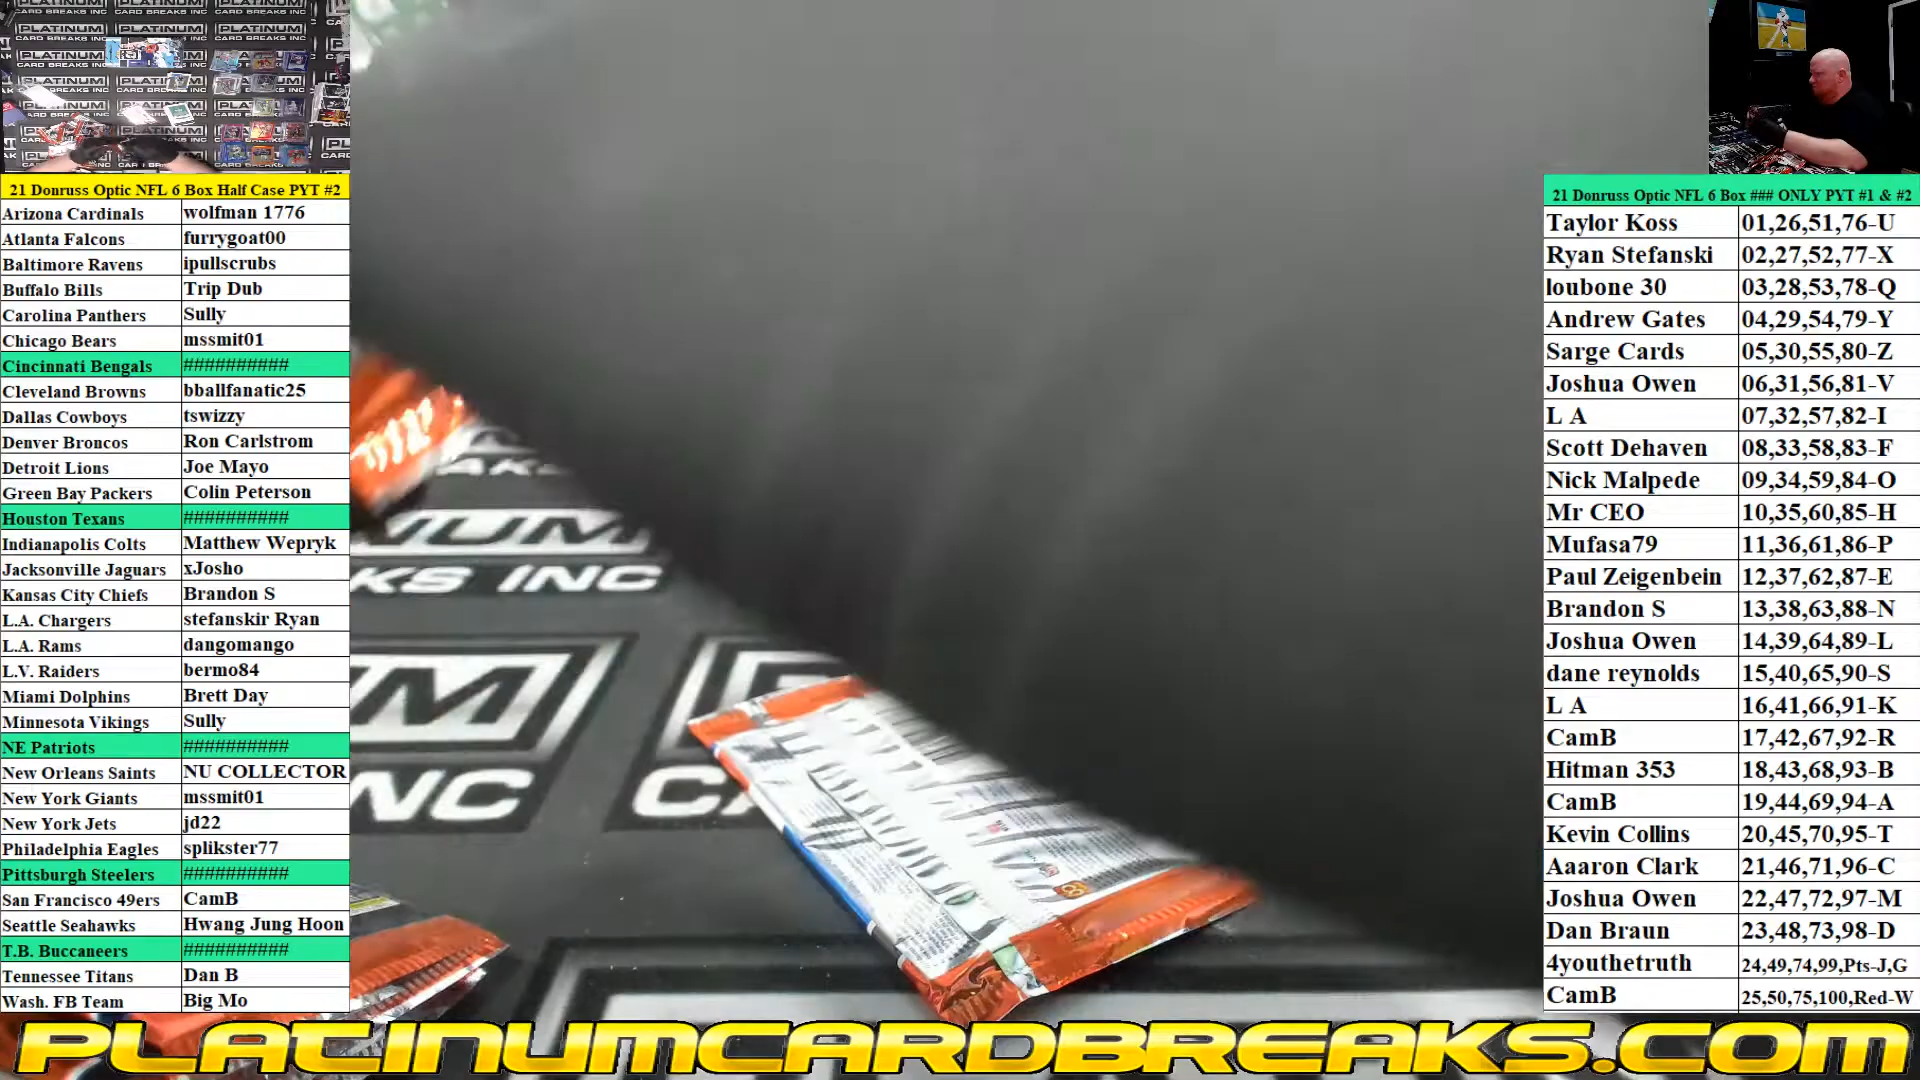 21 Donruss Optic NFL 6 Box Half Case PYT #2
Arizona Cardinals wolfman 1776
Atlanta Falcons furrygoat00
Baltimore Ravens ipullscrubs
Buffalo Bills Trip Dub
Carolina Panthers Sully
Chicago Bears mssmit01
Cincinnati Bengals ##########
Cleveland Browns bballfanatic25
Dallas Cowboys tswizzy
Denver Broncos Ron Carlstrom
Detroit Lions Joe Mayo
Green Bay Packers Colin Peterson
Houston Texans ##########
Indianapolis Colts Matthew Wepryk
Jacksonville Jaguars xJosho
Kansas City Chiefs Brandon S
L.A. Chargers stefanskir Ryan
L.A. Rams dangomango
L.V. Raiders bermo84
Miami Dolphins Brett Day
Minnesota Vikings Sully
NE Patriots ##########
New Orleans Saints NU COLLECTOR
New York Giants mssmit01
New York Jets jd22
Philadelphia Eagles splikster77
Pittsburgh Steelers ##########
San Francisco 49ers CamB
Seattle Seahawks Hwang Jung Hoon
T.B. Buccaneers ##########
Tennessee Titans Dan B
Wash. FB Team Big Mo
21 Donruss Optic NFL 6 Box ### ONLY PYT #1 & #2
Taylor Koss 01,26,51,76-U
Ryan Stefanski 02,27,52,77-X
loubone 30 03,28,53,78-Q
Andrew Gates 04,29,54,79-Y
Sarge Cards 05,30,55,80-Z
Joshua Owen 06,31,56,81-V
L A 07,32,57,82-I
Scott Dehaven 08,33,58,83-F
Nick Malpede 09,34,59,84-O
Mr CEO 10,35,60,85-H
Mufasa79 11,36,61,86-P
Paul Zeigenbein 12,37,62,87-E
Brandon S 13,38,63,88-N
Joshua Owen 14,39,64,89-L
dane reynolds 15,40,65,90-S
L A 16,41,66,91-K
CamB 17,42,67,92-R
Hitman 353 18,43,68,93-B
CamB 19,44,69,94-A
Kevin Collins 20,45,70,95-T
Aaaron Clark 21,46,71,96-C
Joshua Owen 22,47,72,97-M
Dan Braun 23,48,73,98-D
4youthetruth 24,49,74,99,Pts-J,G
CamB 25,50,75,100,Red-W
PLATINUMCARDBREAKS.COM